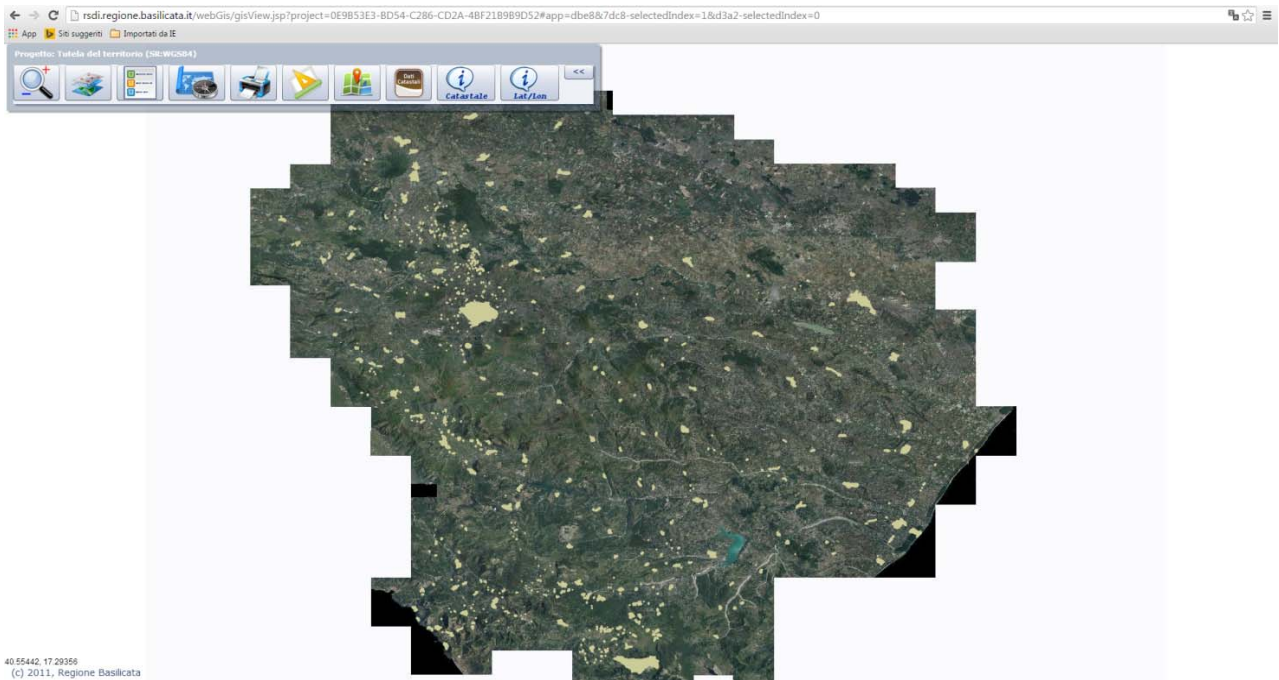 rsdi.regione.basilicata.it/webGis/gisView.jsp?project=0E9B53E3-BD54-C286-CD2A-4BF21B9B9D52#app=dbe8&7dc8-selectedIndex=1&d3a2-selectedIndex=0
App Siti suggeriti Importati da IE
Progetto: Tutela del territorio (SR:WGS84)
Dati
Catastali
<<
Catastale Lat/Lon
40.55442, 17.29356
(c) 2011, Regione Basilicata